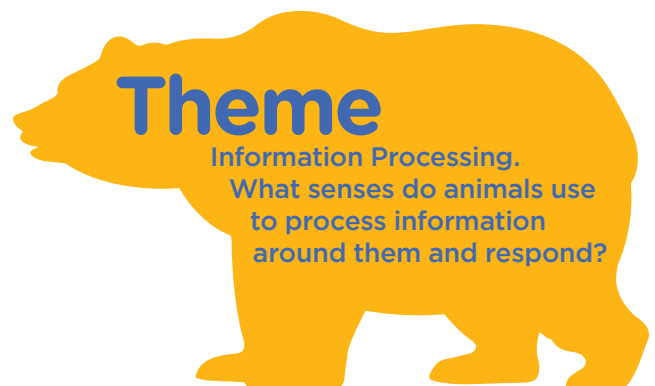 Theme
Information Processing.
What senses do animals use
to process information
around them and respond?